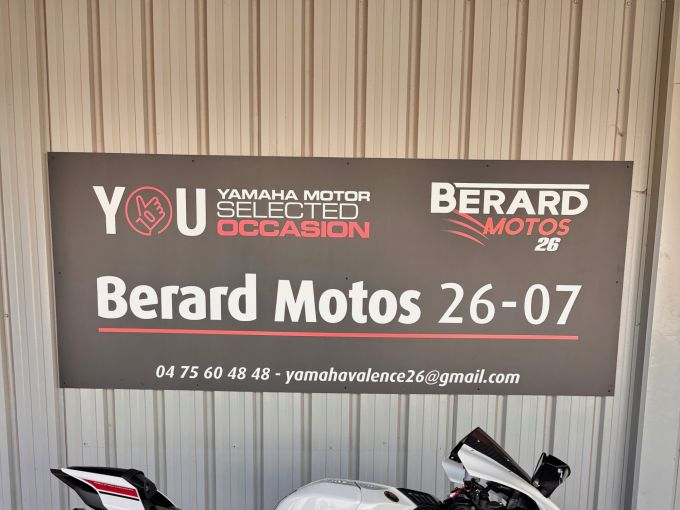 YOU YAMAHA MOTOR
SELECTED
OCCASION
BERARD
MOTOS
26
Berard Motos 26-07
04 75 60 48 48 - yamahavalence26@gmail.com